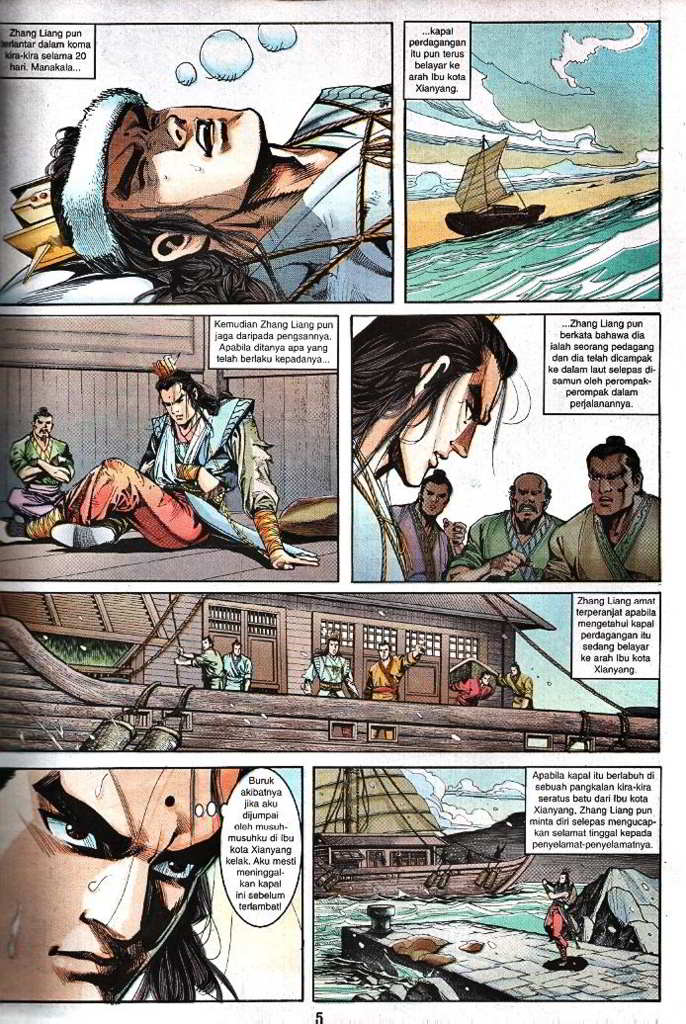 Zhang Liang pun
terlantar dalam koma
kira-kira selama 20
hari. Manakala...
...kapal
perdagangan
itu pun terus
belayar ke
arah Ibu kota
Xianyang.
Kemudian Zhang Liang pun
jaga daripada pengsannya.
Apabila ditanya apa yang
telah berlaku kepadanya...
...Zhang Liang pun
berkata bahawa dia
ialah seorang pedagang
dan dia telah dicampak
ke dalam laut selepas di-
samun oleh perompak-
perompak dalam
perjalanannya.
Zhang Liang amat
terperanjat apabila
mengetahui kapal
perdagangan itu
sedang belayar
ke arah Ibu kota
Xianyang.
Buruk
akibatnya
jika aku
dijumpai
oleh musuh-
musuhku di Ibu
kota Xianyang
kelak. Aku mesti
meninggal-
kan kapal
ini sebelum
terlambat!
Apabila kapal itu berlabuh di
sebuah pangkalan kira-kira
seratus batu dari Ibu kota
Xianyang, Zhang Liang pun
minta diri selepas mengucap-
kan selamat tinggal kepada
penyelamat-penyelamatnya.
5